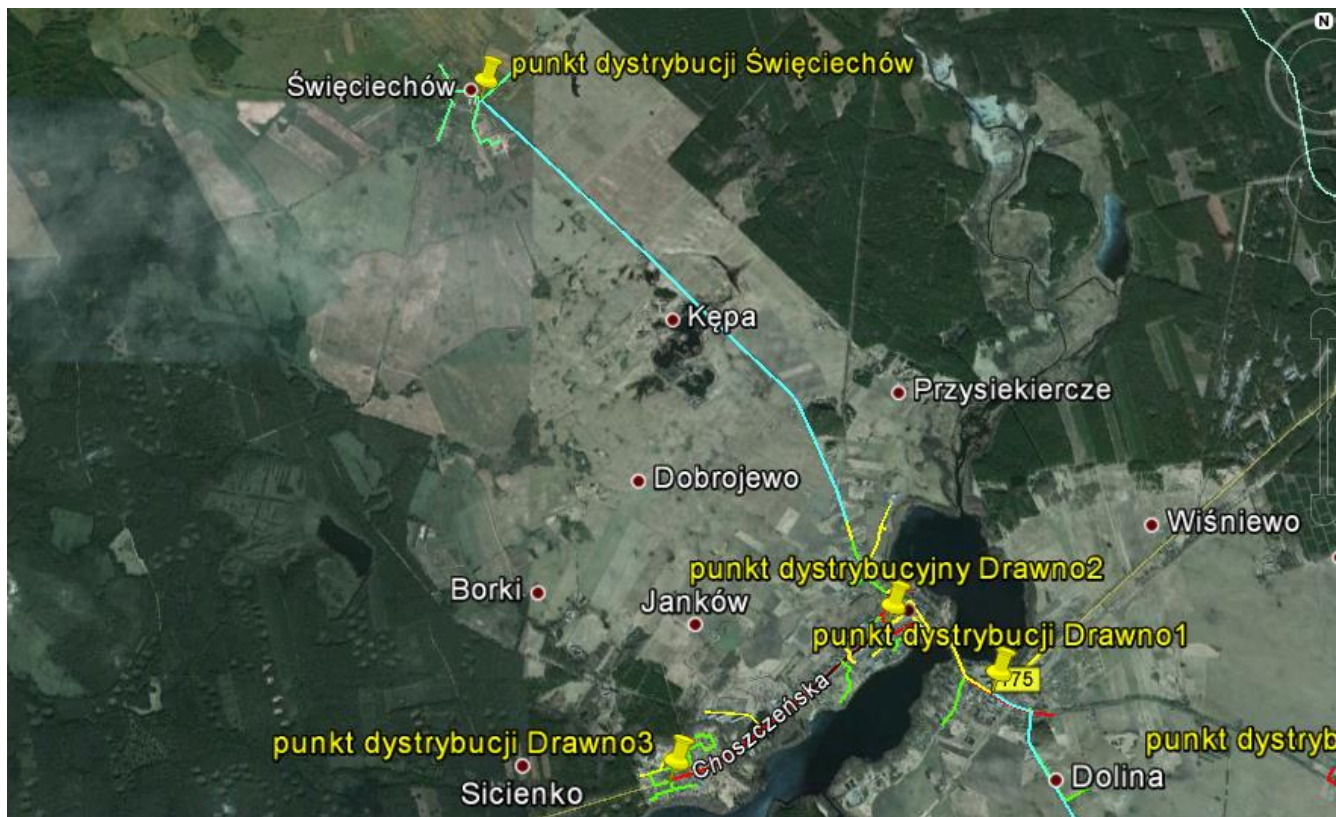 N
punkt dystrybucji Święciechów
Święciechów
Kępa
Przysiekiercze
Dobrojewo
Wiśniewo
punkt dystrybucyjny Drawno2
Borki
Janków
punkt dystrybucji Drawno1
175
Choszczeńska
punkt dystrybucji Drawno3
punkt dystryb
Sicienko
Dolina